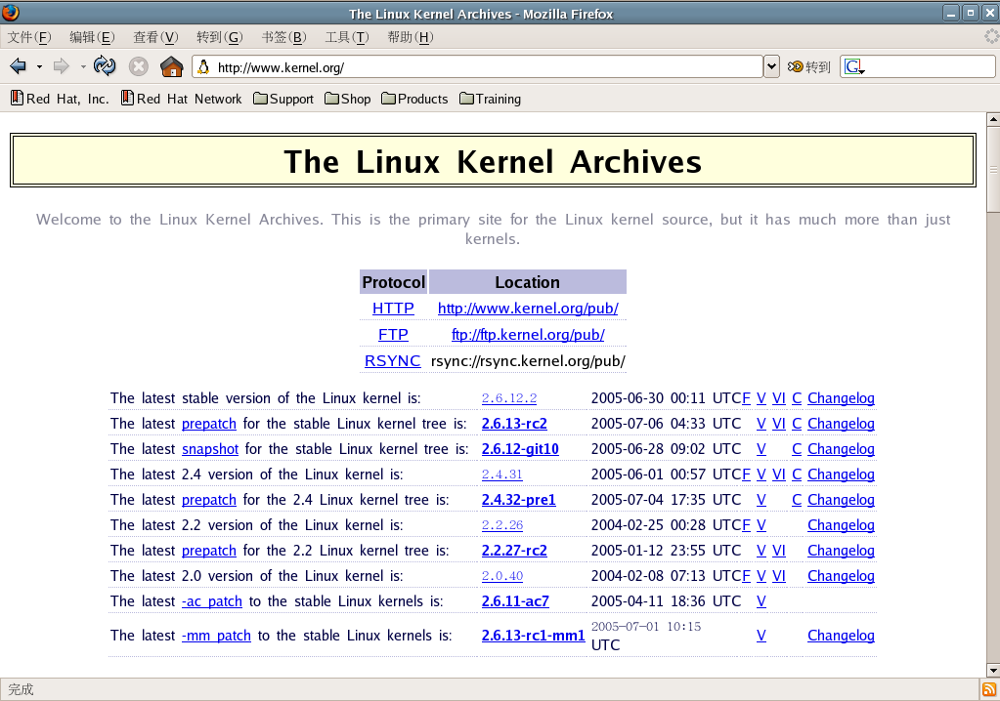 The Linux Kernel Archives - Mozilla Firefox
文件(F) 编辑(E) 查看(V) 转到(G) 书签(B) 工具(T) 帮助(H)
http://www.kernel.org/ 转到 G
Red Hat, Inc. Red Hat Network Support Shop Products Training
The Linux Kernel Archives
Welcome to the Linux Kernel Archives. This is the primary site for the Linux kernel source, but it has much more than just
kernels.
Protocol Location
HTTP http://www.kernel.org/pub/
FTP ftp://ftp.kernel.org/pub/
RSYNC rsync://rsync.kernel.org/pub/
The latest stable version of the Linux kernel is: 2.6.12.2 2005-06-30 00:11 UTC F V VI C Changelog
The latest prepatch for the stable Linux kernel tree is: 2.6.13-rc2 2005-07-06 04:33 UTC V VI C Changelog
The latest snapshot for the stable Linux kernel tree is: 2.6.12-git10 2005-06-28 09:02 UTC V C Changelog
The latest 2.4 version of the Linux kernel is: 2.4.31 2005-06-01 00:57 UTC F V VI C Changelog
The latest prepatch for the 2.4 Linux kernel tree is: 2.4.32-pre1 2005-07-04 17:35 UTC V C Changelog
The latest 2.2 version of the Linux kernel is: 2.2.26 2004-02-25 00:28 UTC F V Changelog
The latest prepatch for the 2.2 Linux kernel tree is: 2.2.27-rc2 2005-01-12 23:55 UTC V VI Changelog
The latest 2.0 version of the Linux kernel is: 2.0.40 2004-02-08 07:13 UTC F V VI Changelog
The latest -ac patch to the stable Linux kernels is: 2.6.11-ac7 2005-04-11 18:36 UTC V
The latest -mm patch to the stable Linux kernels is: 2.6.13-rc1-mm1 2005-07-01 10:15 UTC V Changelog
完成